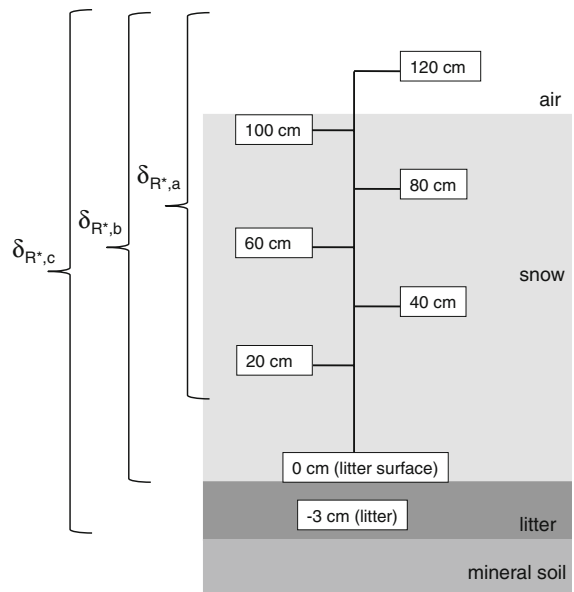 120 cm
air
100 cm
δR*,a
80 cm
δR*,b
60 cm
δR*,c
snow
40 cm
20 cm
0 cm (litter surface)
-3 cm (litter)
litter
mineral soil